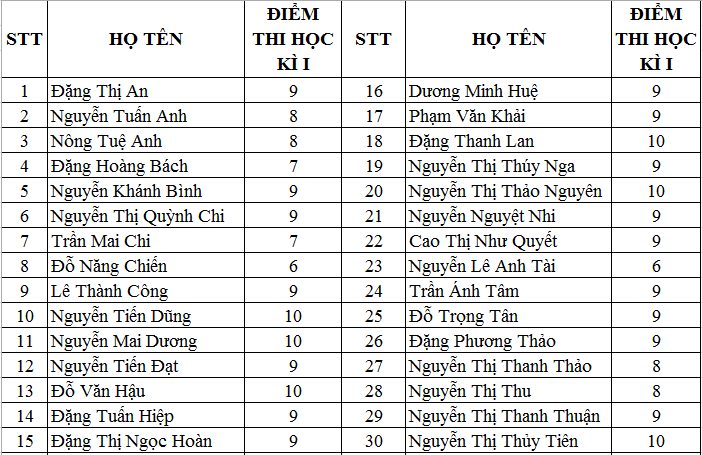 STT HỌ TÊN ĐIỂM THI HỌC KÌ I STT HỌ TÊN ĐIỂM THI HỌC KÌ I
1 Đặng Thị An 9 16 Dương Minh Huệ 9
2 Nguyễn Tuấn Anh 8 17 Phạm Văn Khải 9
3 Nông Tuệ Anh 8 18 Đặng Thanh Lan 10
4 Đặng Hoàng Bách 7 19 Nguyễn Thị Thúy Nga 9
5 Nguyễn Khánh Bình 9 20 Nguyễn Thị Thảo Nguyên 10
6 Nguyễn Thị Quỳnh Chi 9 21 Nguyễn Nguyệt Nhi 9
7 Trần Mai Chi 7 22 Cao Thị Như Quyết 9
8 Đỗ Năng Chiến 6 23 Nguyễn Lê Anh Tài 6
9 Lê Thành Công 9 24 Trần Ánh Tâm 9
10 Nguyễn Tiến Dũng 10 25 Đỗ Trọng Tân 9
11 Nguyễn Mai Dương 10 26 Đặng Phương Thảo 9
12 Nguyễn Tiến Đạt 9 27 Nguyễn Thị Thanh Thảo 8
13 Đỗ Văn Hậu 10 28 Nguyễn Thị Thu 8
14 Đặng Tuấn Hiệp 9 29 Nguyễn Thị Thanh Thuận 9
15 Đặng Thị Ngọc Hoàn 9 30 Nguyễn Thị Thủy Tiên 10